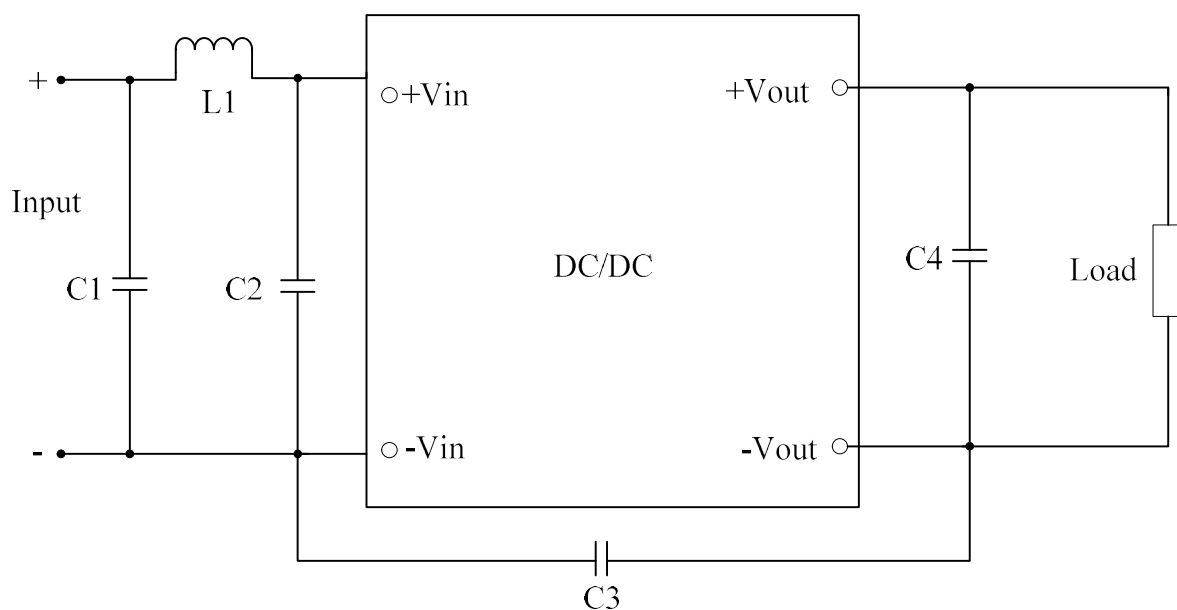 +
L1
+Vin
+Vout
Input
C1
C2
DC/DC
C4
Load
-
-Vin
-Vout
C3